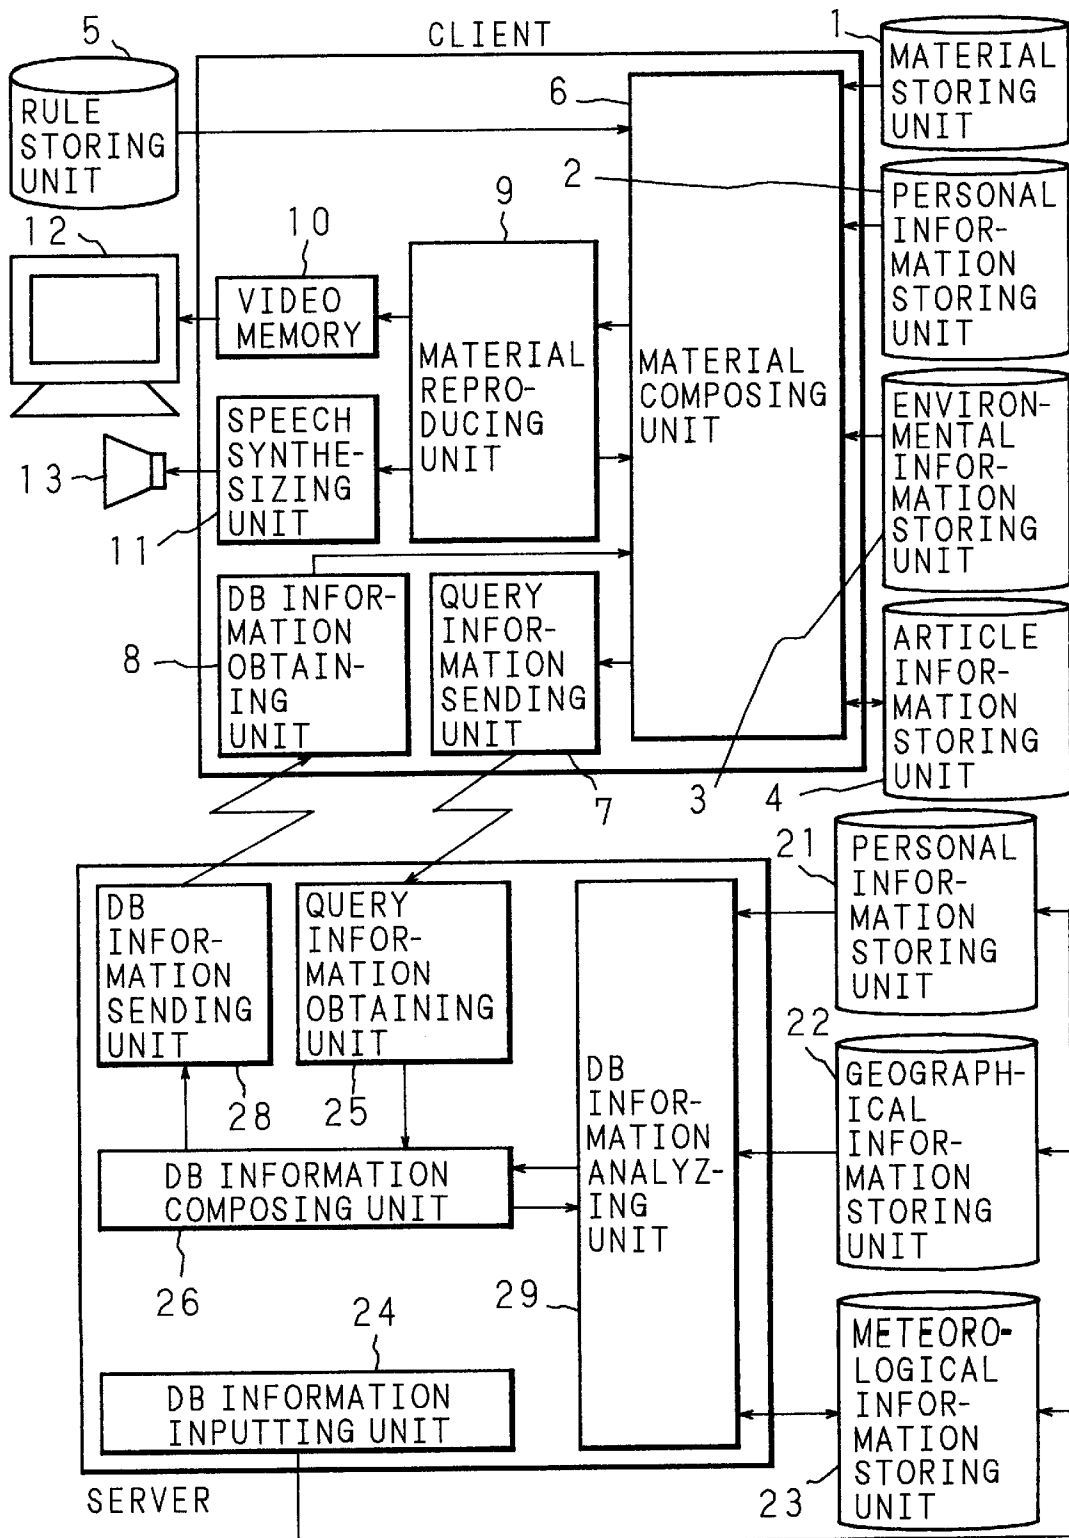 CLIENT
5
RULE
STORING
UNIT
1
MATERIAL
STORING
UNIT
6
2
PERSONAL
INFOR-
MATION
STORING
UNIT
12
10
VIDEO
MEMORY
9
MATERIAL
REPRO-
DUCING
UNIT
MATERIAL
COMPOSING
UNIT
ENVIRON-
MENTAL
INFOR-
MATION
STORING
UNIT
3
13
SPEECH
SYNTHE-
SIZING
UNIT
11
8
DB INFOR-
MATION
OBTAIN-
ING
UNIT
QUERY
INFOR-
MATION
SENDING
UNIT
7
ARTICLE
INFOR-
MATION
STORING
UNIT
4
21
PERSONAL
INFOR-
MATION
STORING
UNIT
DB
INFOR-
MATION
SENDING
UNIT
28
QUERY
INFOR-
MATION
OBTAINING
UNIT
25
DB
INFOR-
MATION
ANALYZ-
ING
UNIT
29
22
GEOGRAPH-
ICAL
INFOR-
MATION
STORING
UNIT
DB INFORMATION
COMPOSING UNIT
26
24
DB INFORMATION
INPUTTING UNIT
METEORO-
LOGICAL
INFOR-
MATION
STORING
UNIT
23
SERVER